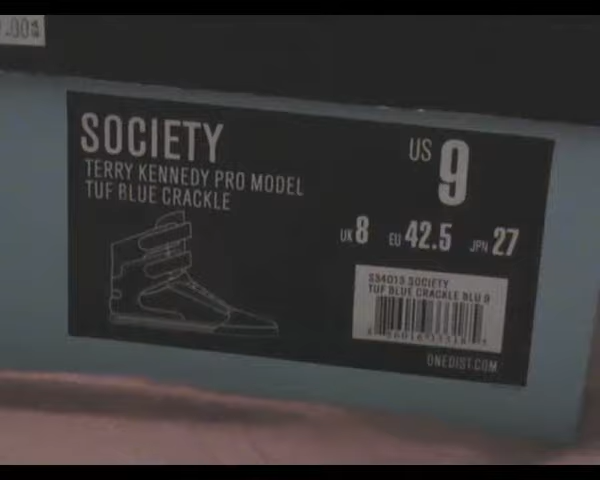 SOCIETY
TERRY KENNEDY PRO MODEL
TUF BLUE CRACKLE
US 9
UK 8 EU 42.5 JPN 27
S34013 SOCIETY
TUF BLUE CRACKLE BLU 9
ONEDIST.COM